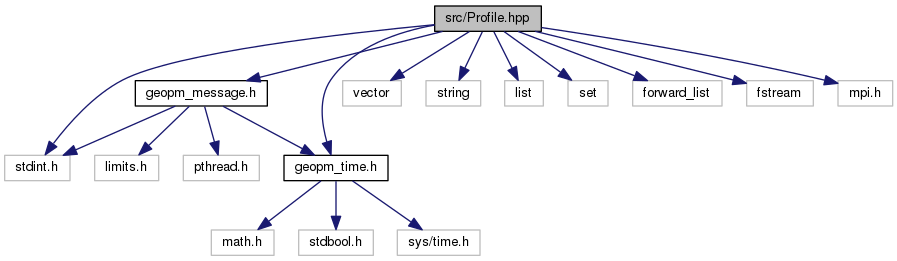 src/Profile.hpp
geopm_message.h
vector
string
list
set
forward_list
fstream
mpi.h
stdint.h
limits.h
pthread.h
geopm_time.h
math.h
stdbool.h
sys/time.h